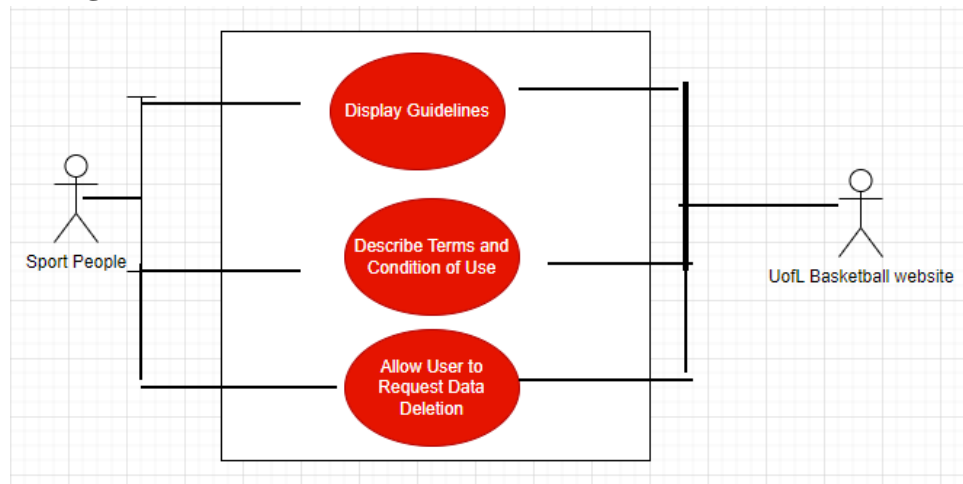 Display Guidelines
Describe Terms and
Condition of Use
Sport People
UofL Basketball website
Allow User to
Request Data
Deletion